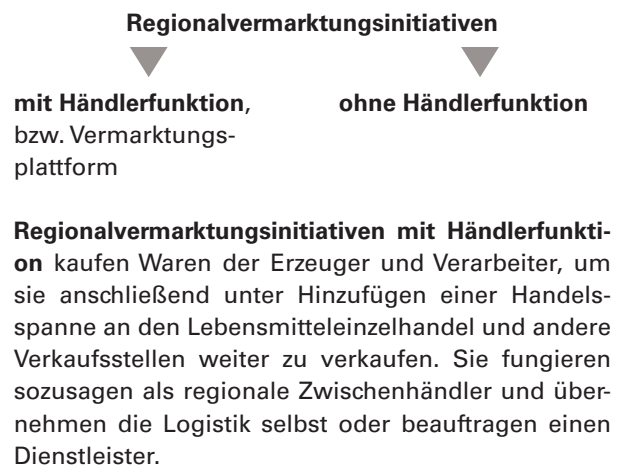 Regionalvermarktungsinitiativen
mit Händlerfunktion, ohne Händlerfunktion
bzw. Vermarktungs-
plattform
Regionalvermarktungsinitiativen mit Händlerfunkti-
on kaufen Waren der Erzeuger und Verarbeiter, um
sie anschließend unter Hinzufügen einer Handels-
spanne an den Lebensmitteleinzelhandel und andere
Verkaufsstellen weiter zu verkaufen. Sie fungieren
sozusagen als regionale Zwischenhändler und über-
nehmen die Logistik selbst oder beauftragen einen
Dienstleister.